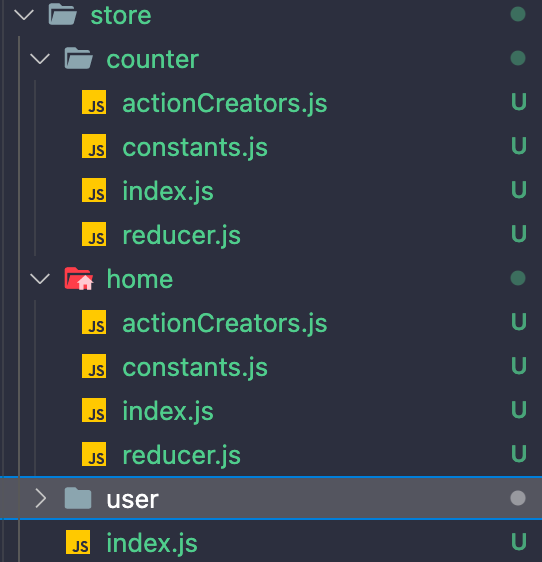 store
counter
JS actionCreators.js U
JS constants.js U
JS index.js U
JS reducer.js U
home
JS actionCreators.js U
JS constants.js U
JS index.js U
JS reducer.js U
user
JS index.js U